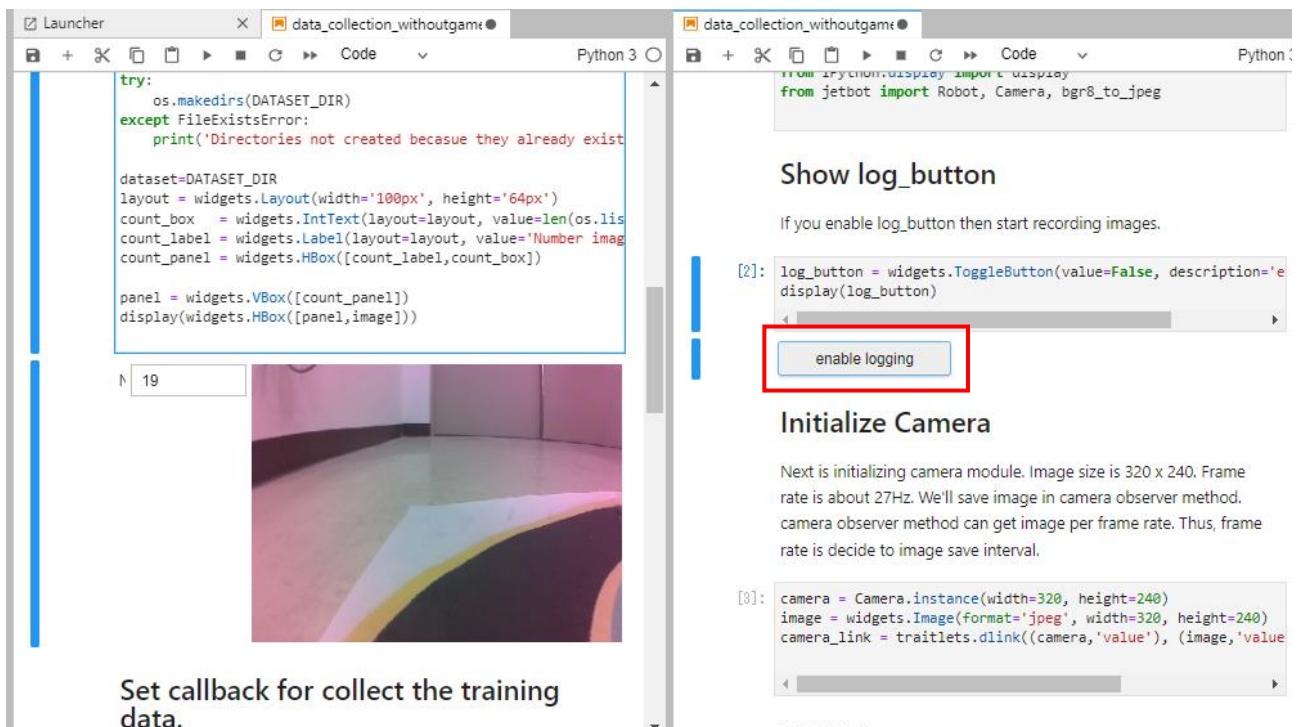 Launcher
data_collection_withoutgame
Code
Python 3
try:
os.makedirs(DATASET_DIR)
except FileExistsError:
print('Directories not created becasue they already exist
dataset=DATASET_DIR
layout = widgets.Layout(width='100px', height='64px')
count_box   = widgets.IntText(layout=layout, value=len(os.lis
count_label = widgets.Label(layout=layout, value='Number imag
count_panel = widgets.HBox([count_label,count_box])
panel = widgets.VBox([count_panel])
display(widgets.HBox([panel,image]))
19
Set callback for collect the training
data.
data_collection_withoutgame
Code
Python 3
from IPython.display import display
from jetbot import Robot, Camera, bgr8_to_jpeg
Show log_button
If you enable log_button then start recording images.
[2]: log_button = widgets.ToggleButton(value=False, description='e
display(log_button)
enable logging
Initialize Camera
Next is initializing camera module. Image size is 320 x 240. Frame
rate is about 27Hz. We'll save image in camera observer method.
camera observer method can get image per frame rate. Thus, frame
rate is decide to image save interval.
[3]: camera = Camera.instance(width=320, height=240)
image = widgets.Image(format='jpeg', width=320, height=240)
camera_link = traitlets.dlink((camera,'value'), (image,'value